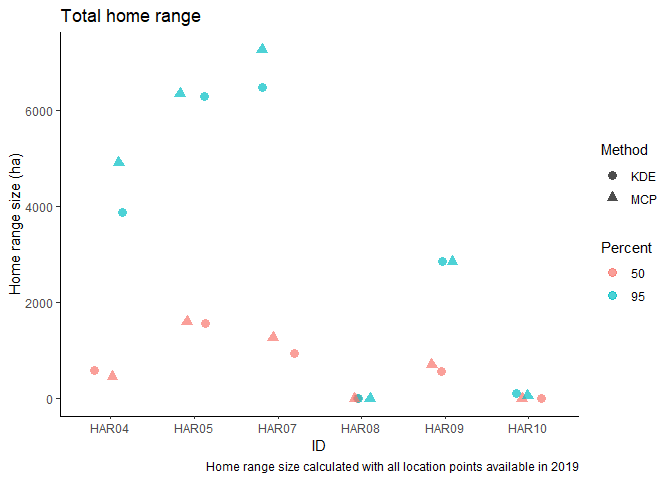 Total home range
Home range size (ha)
6000
4000
2000
0
HAR04 HAR05 HAR07 HAR08 HAR09 HAR10
ID
Method
KDE
MCP
Percent
50
95
Home range size calculated with all location points available in 2019